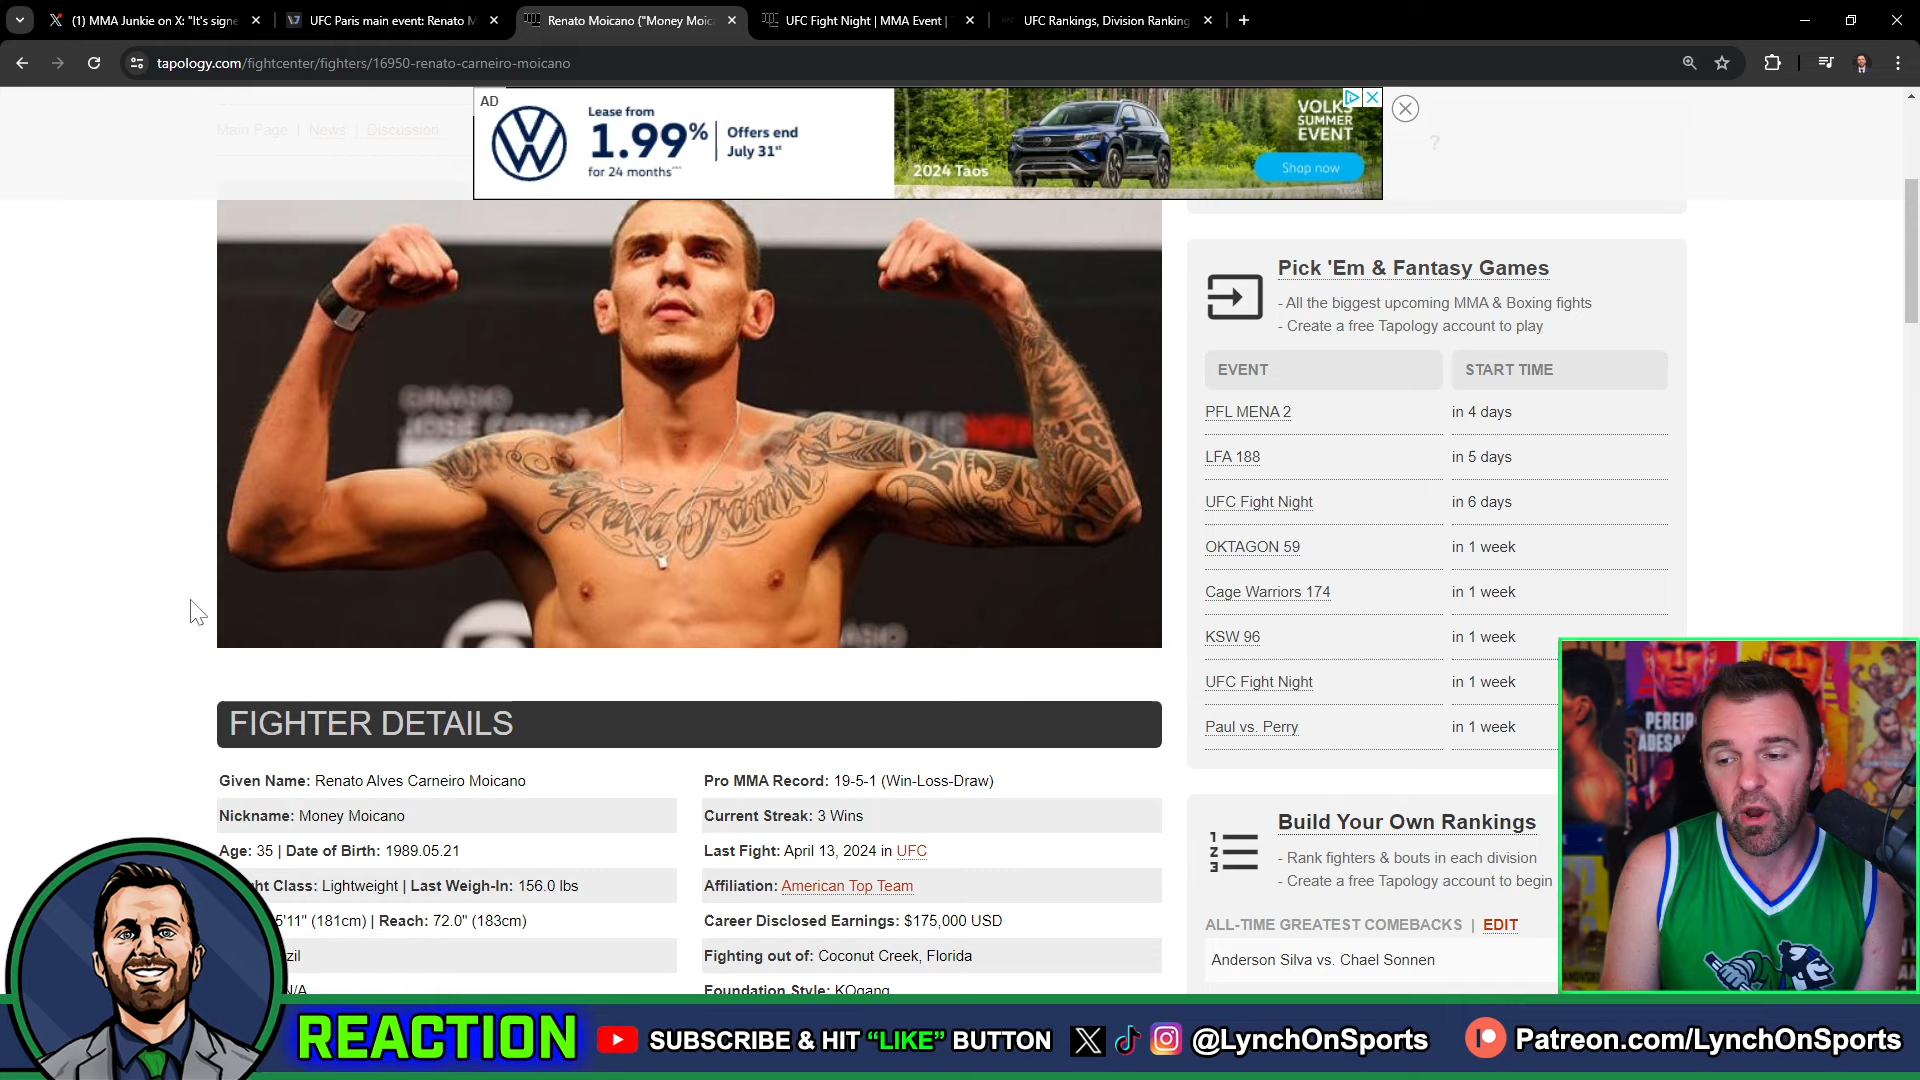 (1) MMA Junkie on X: "It's signe
UFC Paris main event: Renato M
Renato Moicano ("Money Moic
UFC Fight Night | MMA Event |
UFC Rankings, Division Ranking
tapology.com/fightcenter/fighters/16950-renato-carneiro-moicano
Main Page | News | Discussion
AD
Lease from
1.99%
for 24 months
Offers end
July 31st
2024 Taos
VOLKS
SUMMER
EVENT
Shop now
?
Pick 'Em & Fantasy Games
- All the biggest upcoming MMA & Boxing fights
- Create a free Tapology account to play
EVENT START TIME
PFL MENA 2 in 4 days
LFA 188 in 5 days
UFC Fight Night in 6 days
OKTAGON 59 in 1 week
Cage Warriors 174 in 1 week
KSW 96 in 1 week
UFC Fight Night in 1 week
Paul vs. Perry in 1 week
FIGHTER DETAILS
Given Name: Renato Alves Carneiro Moicano
Nickname: Money Moicano
Age: 35 | Date of Birth: 1989.05.21
ght Class: Lightweight | Last Weigh-In: 156.0 lbs
5'11" (181cm) | Reach: 72.0" (183cm)
zil
N/A
Pro MMA Record: 19-5-1 (Win-Loss-Draw)
Current Streak: 3 Wins
Last Fight: April 13, 2024 in UFC
Affiliation: American Top Team
Career Disclosed Earnings: $175,000 USD
Fighting out of: Coconut Creek, Florida
Foundation Style: KOgang
Build Your Own Rankings
- Rank fighters & bouts in each division
- Create a free Tapology account to begin
ALL-TIME GREATEST COMEBACKS | EDIT
Anderson Silva vs. Chael Sonnen
PEREIR
ADESA
REACTION
SUBSCRIBE & HIT “LIKE” BUTTON
@LynchOnSports
Patreon.com/LynchOnSports